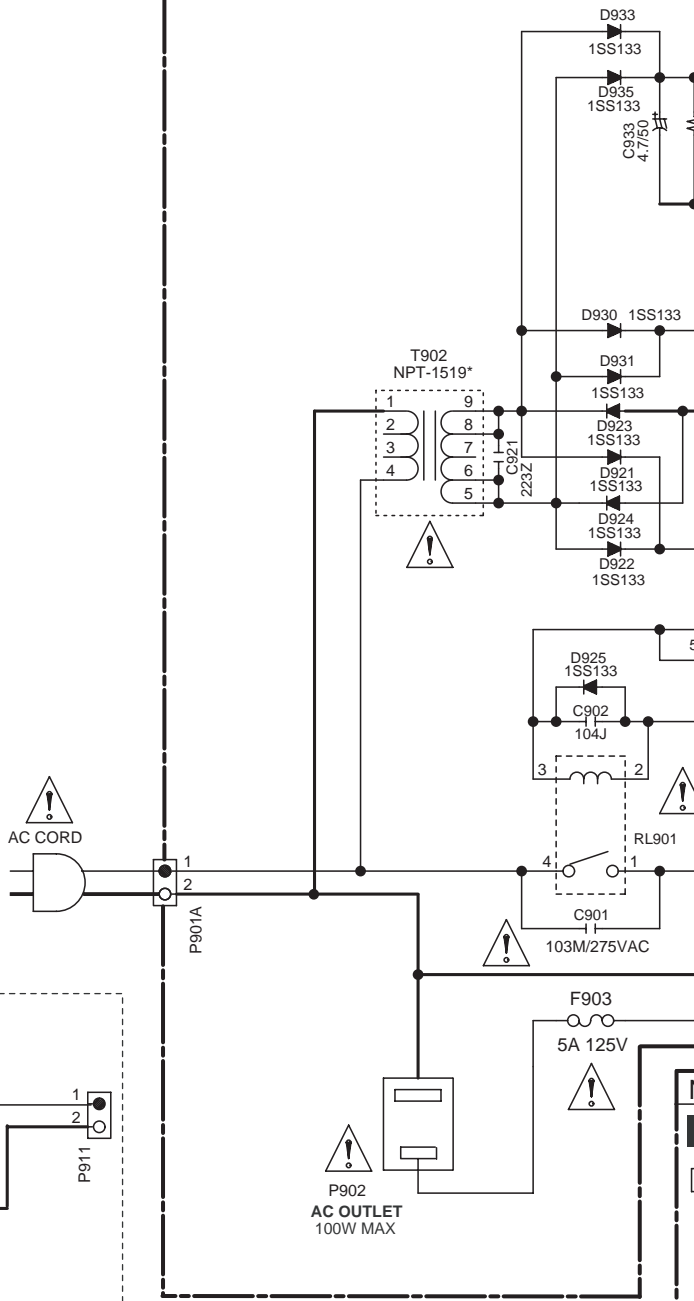 D933
1SS133
D935
1SS133
C933
4.7/50
+
D930 1SS133
T902
NPT-1519*
D931
1SS133
1
2
3
4
9
8
7
6
5
C921
223Z
D923
1SS133
D921
1SS133
D924
1SS133
D922
1SS133
5
D925
1SS133
C902
104J
3
2
!
!
!
AC CORD
RL901
1
2
4
1
P901A
C901
103M/275VAC
!
F903
5A 125V
!
1
2
P911
!
P902
AC OUTLET
100W MAX